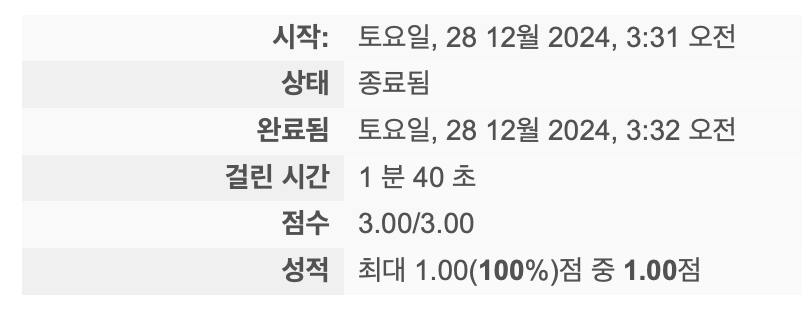 시작: 토요일, 28 12월 2024, 3:31 오전
상태 종료됨
완료됨 토요일, 28 12월 2024, 3:32 오전
걸린 시간 1 분 40 초
점수 3.00/3.00
성적 최대 1.00(100%)점 중 1.00점